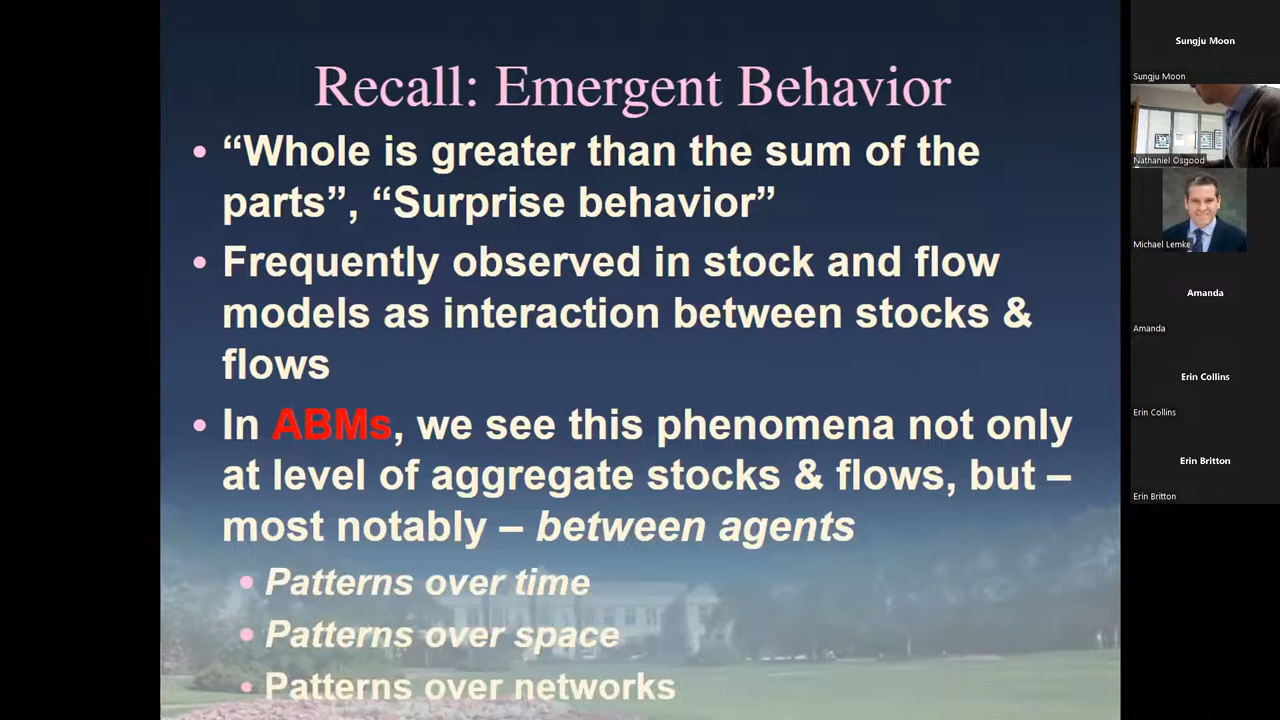 Recall: Emergent Behavior
• “Whole is greater than the sum of the
parts”, “Surprise behavior”
• Frequently observed in stock and flow
models as interaction between stocks &
flows
• In ABMs, we see this phenomena not only
at level of aggregate stocks & flows, but –
most notably – between agents
• Patterns over time
• Patterns over space
• Patterns over networks
Sungju Moon
Sungju Moon
Nathaniel Osgood
Michael Lemke
Amanda
Amanda
Erin Collins
Erin Collins
Erin Britton
Erin Britton